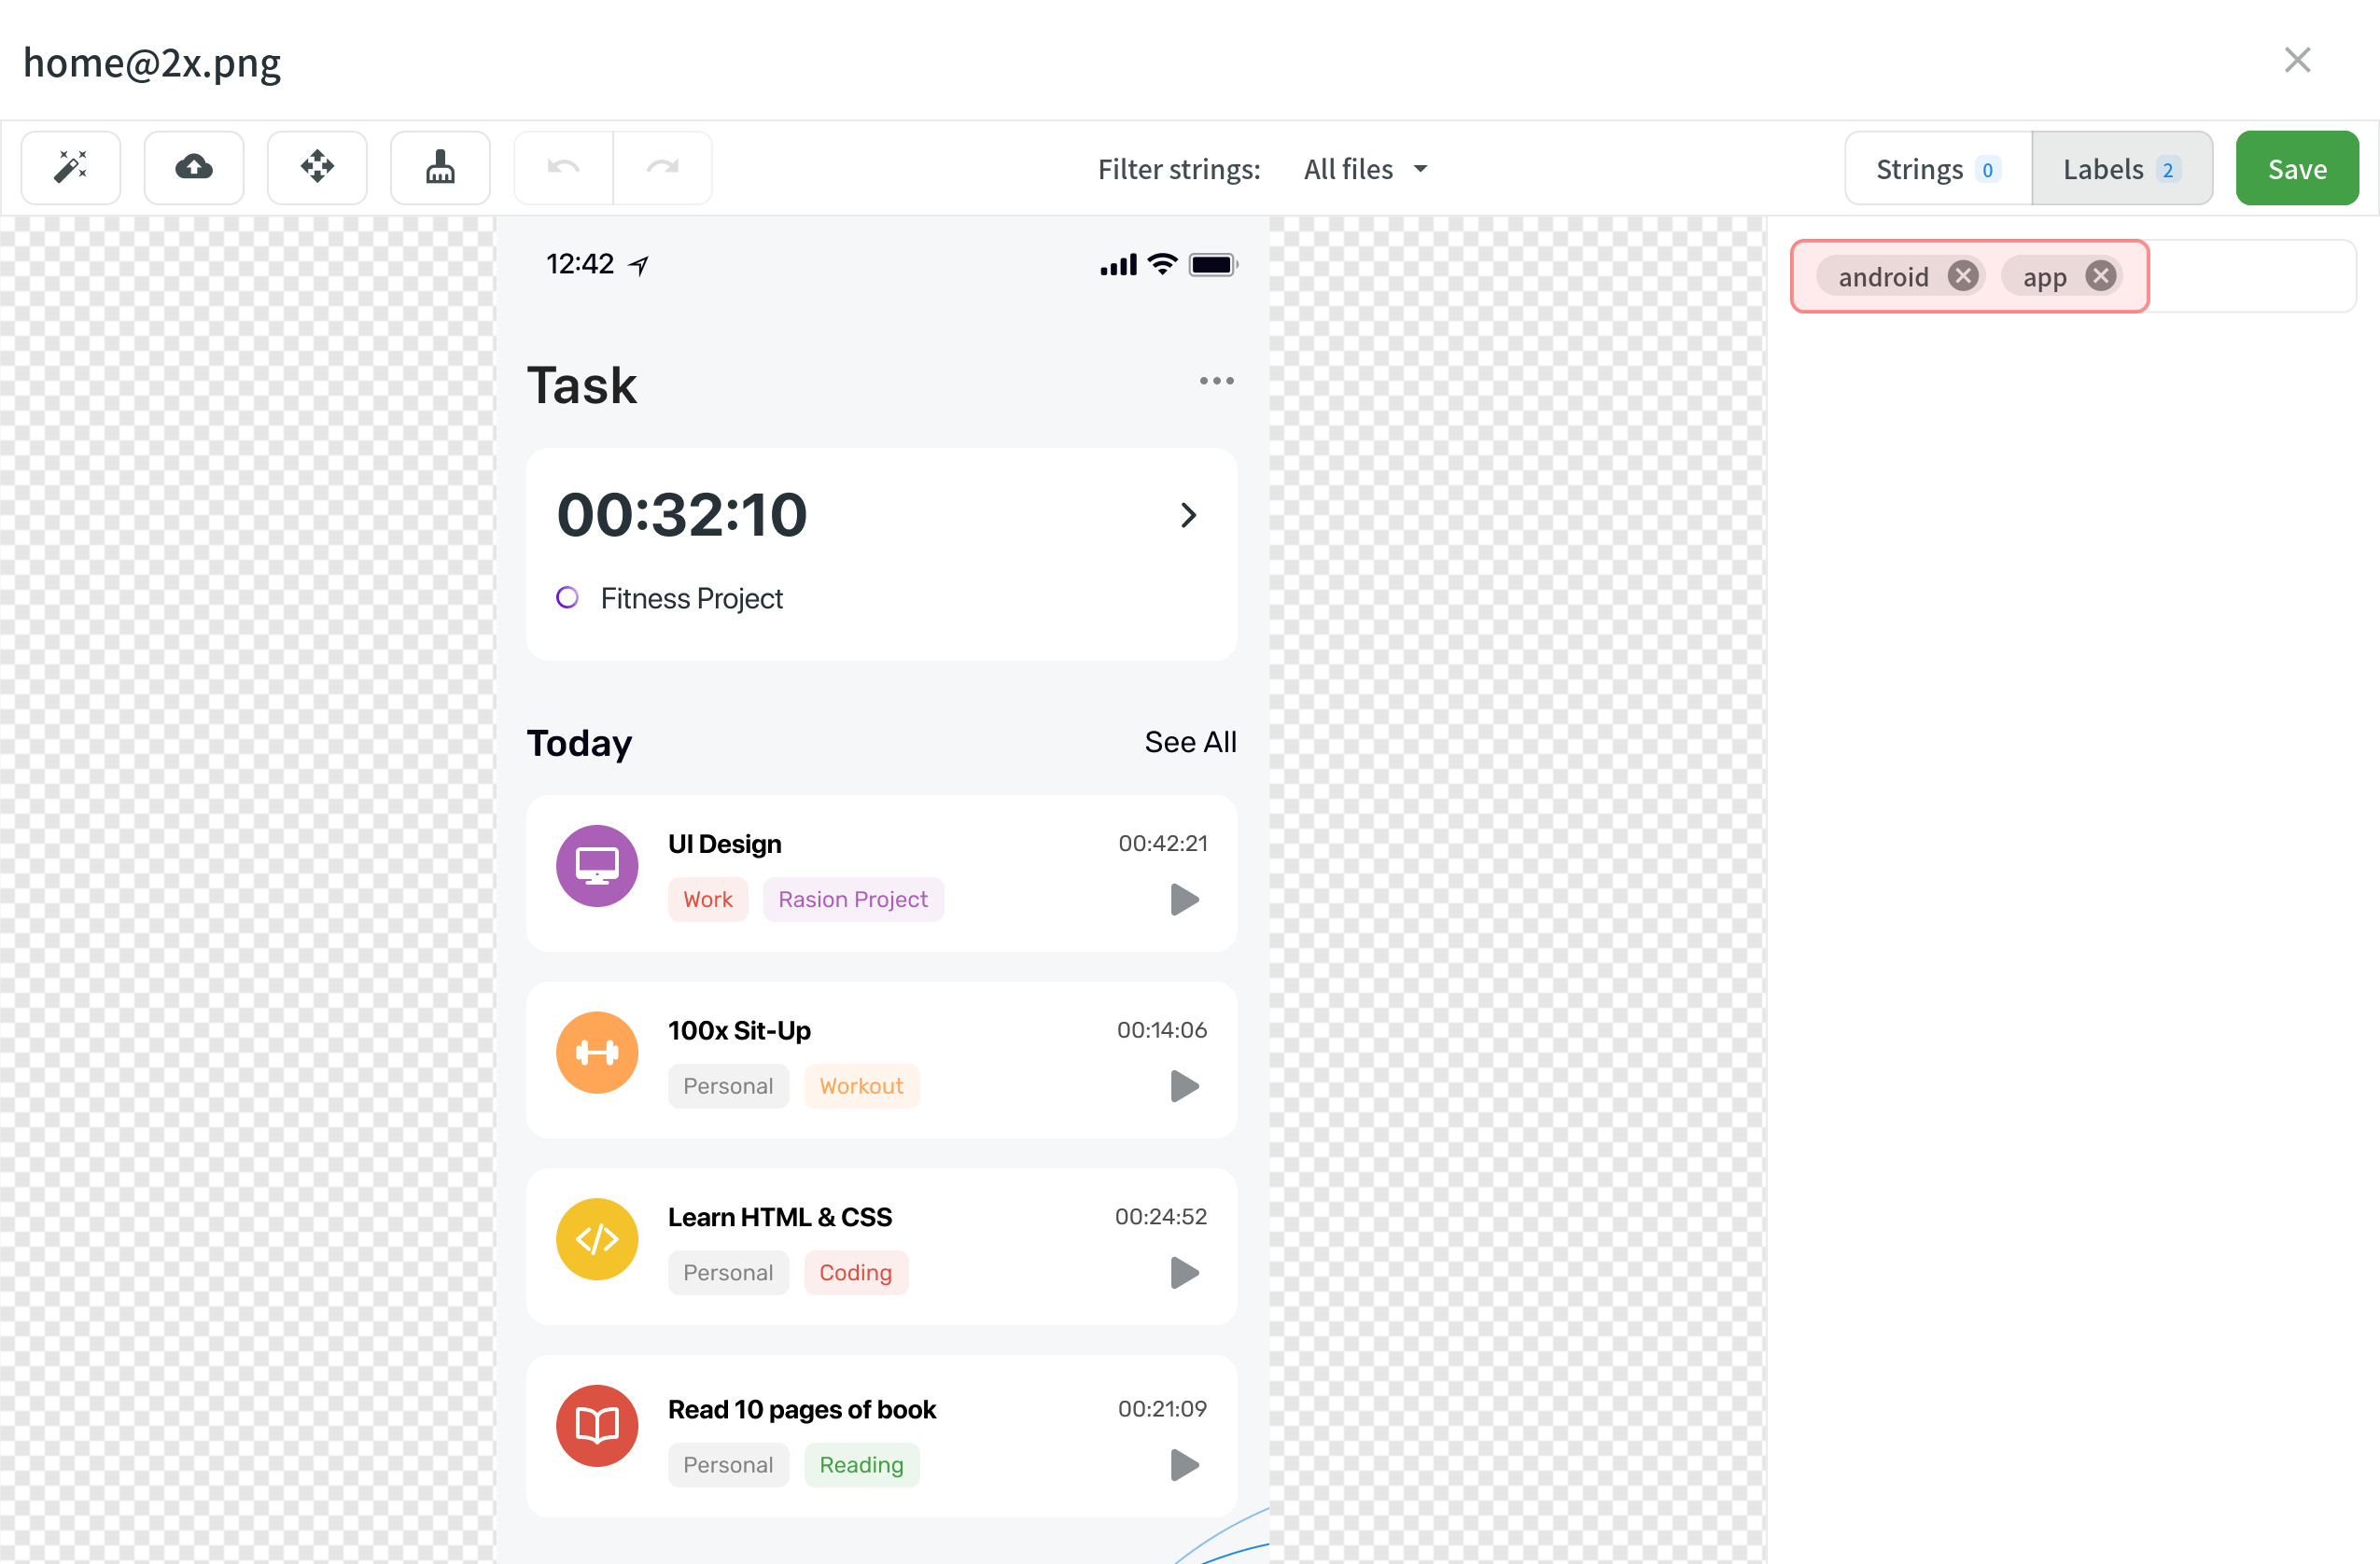 home@2x.png
Filter strings: All files
Strings 0 Labels 2 Save
android app
12:42
Task
00:32:10
Fitness Project
Today See All
UI Design 00:42:21
Work Rasion Project
100x Sit-Up 00:14:06
Personal Workout
Learn HTML & CSS 00:24:52
Personal Coding
Read 10 pages of book 00:21:09
Personal Reading